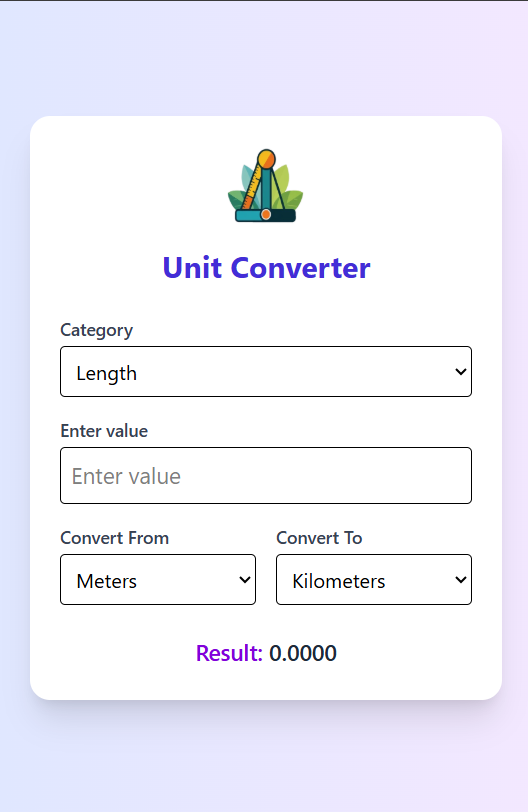 Unit Converter
Category
Length
Enter value
Enter value
Convert From Convert To
Meters Kilometers
Result: 0.0000